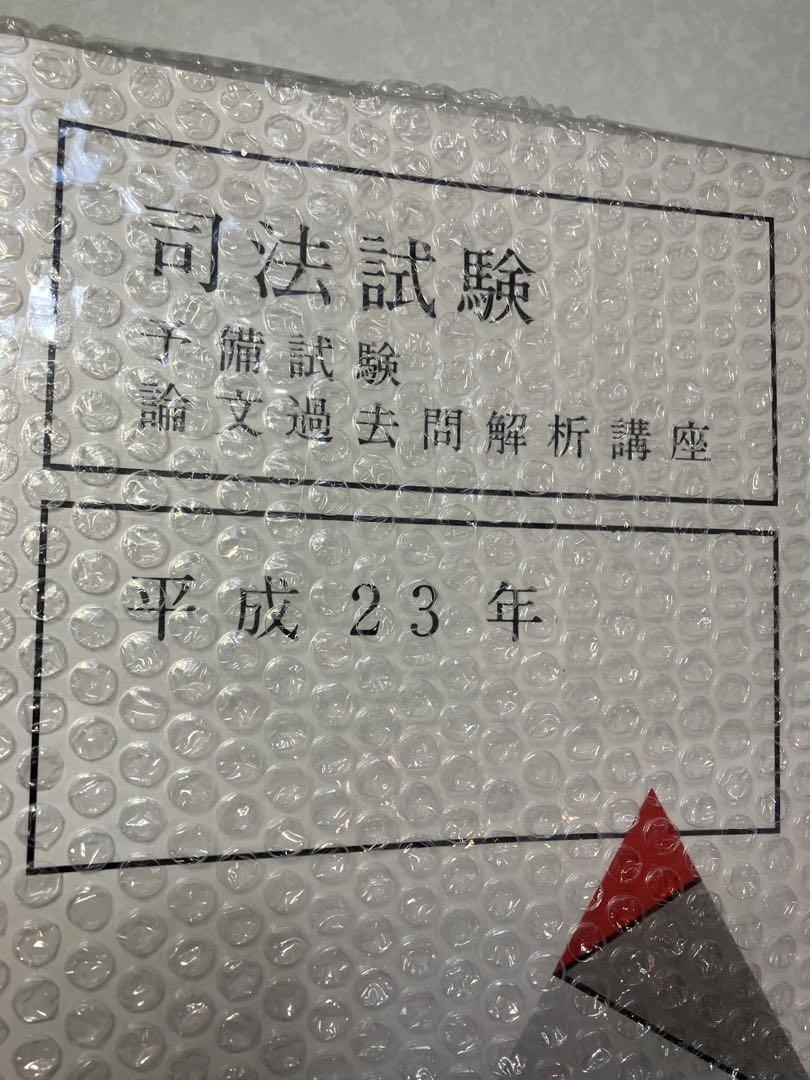 司法試験
予備試験
論文過去問解析講座
平成23年